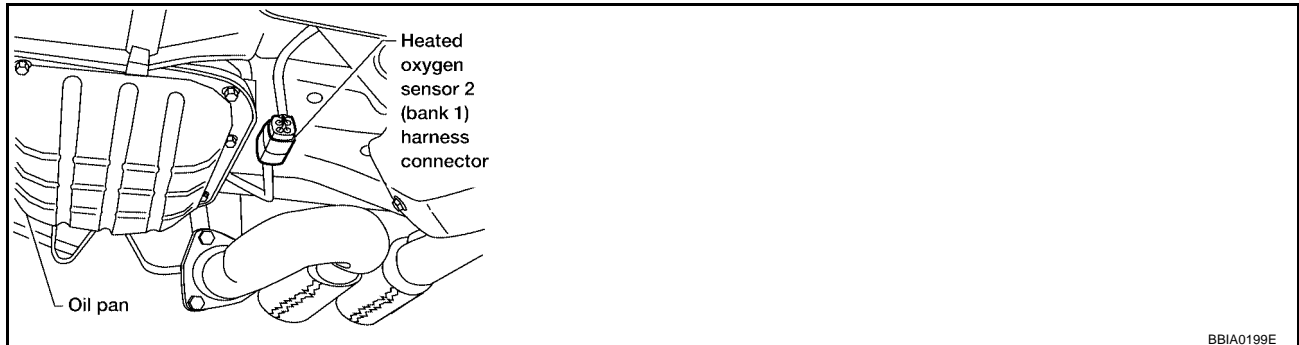 Heated
oxygen
sensor 2
(bank 1)
harness
connector
Oil pan
BBIA0199E